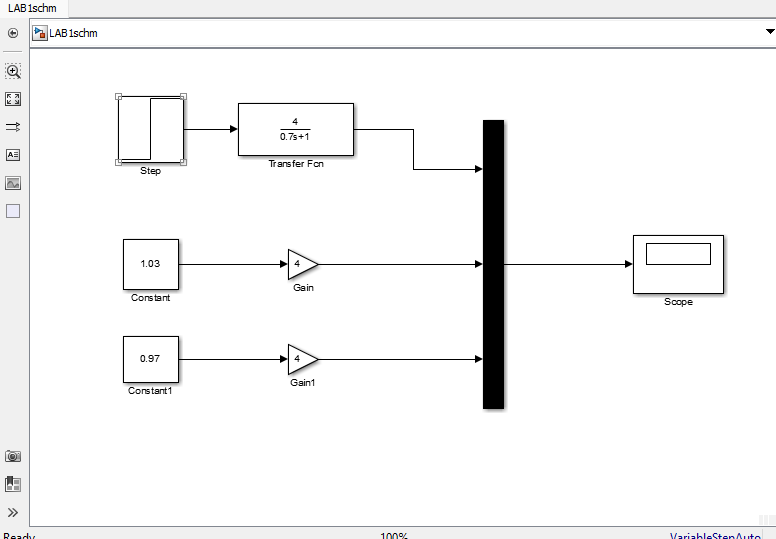 LAB1schm
LAB1schm
Step
4
0.7s+1
Transfer Fcn
1.03
Constant
4
Gain
Scope
0.97
Constant1
4
Gain1
A
Ready
100%
VariableStepAuto